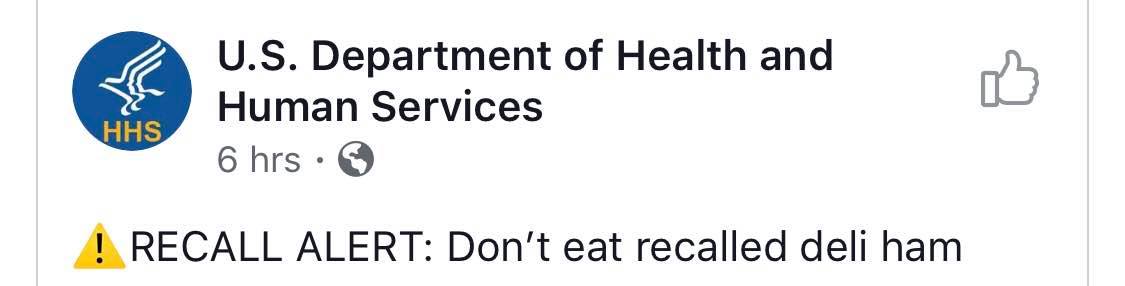 U.S. Department of Health and
Human Services
HHS
6 hrs ·
⚠️RECALL ALERT: Don’t eat recalled deli ham